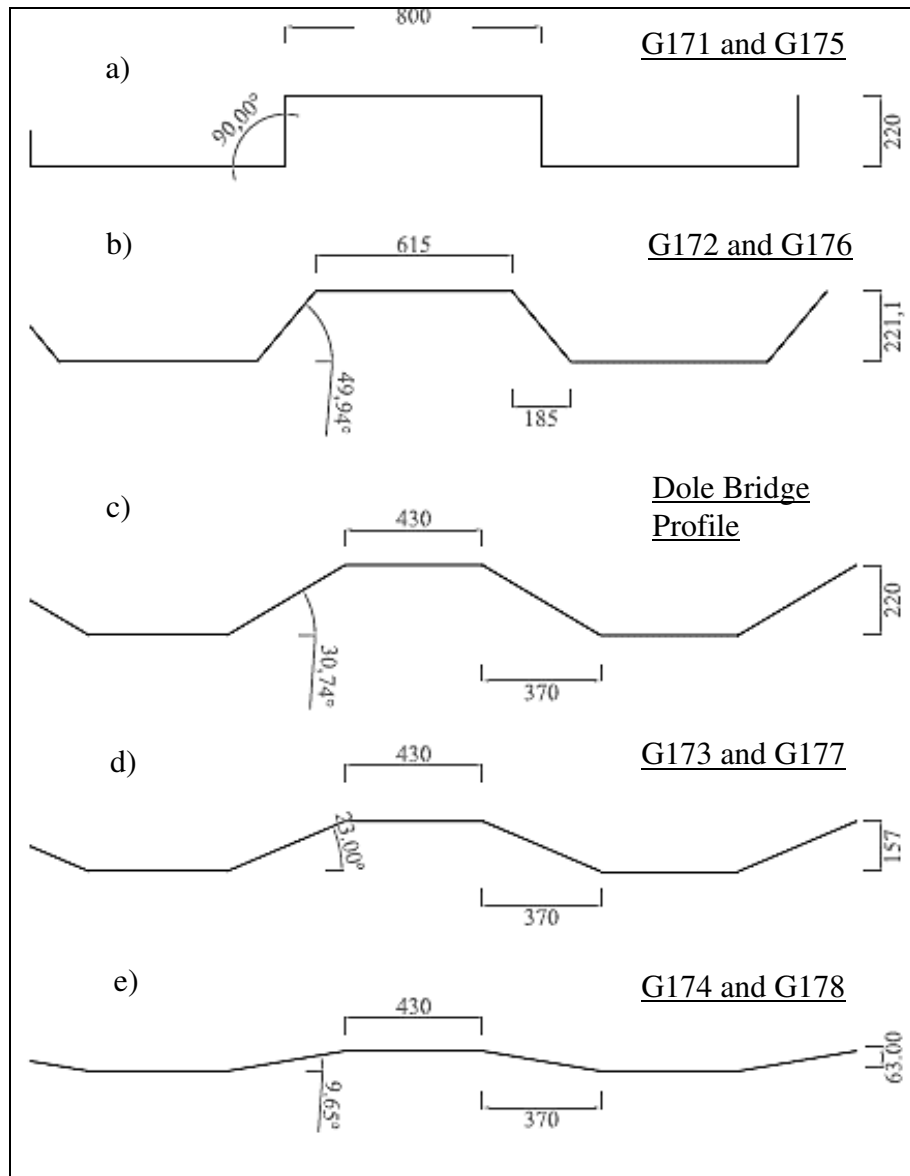 800
G171 and G175
a)
90,00°
220
b)
615
G172 and G176
221,1
49,94°
185
c)
430
Dole Bridge
Profile
220
30,74°
370
d)
430
G173 and G177
23,00°
157
370
e)
430
G174 and G178
63,00
9,65°
370